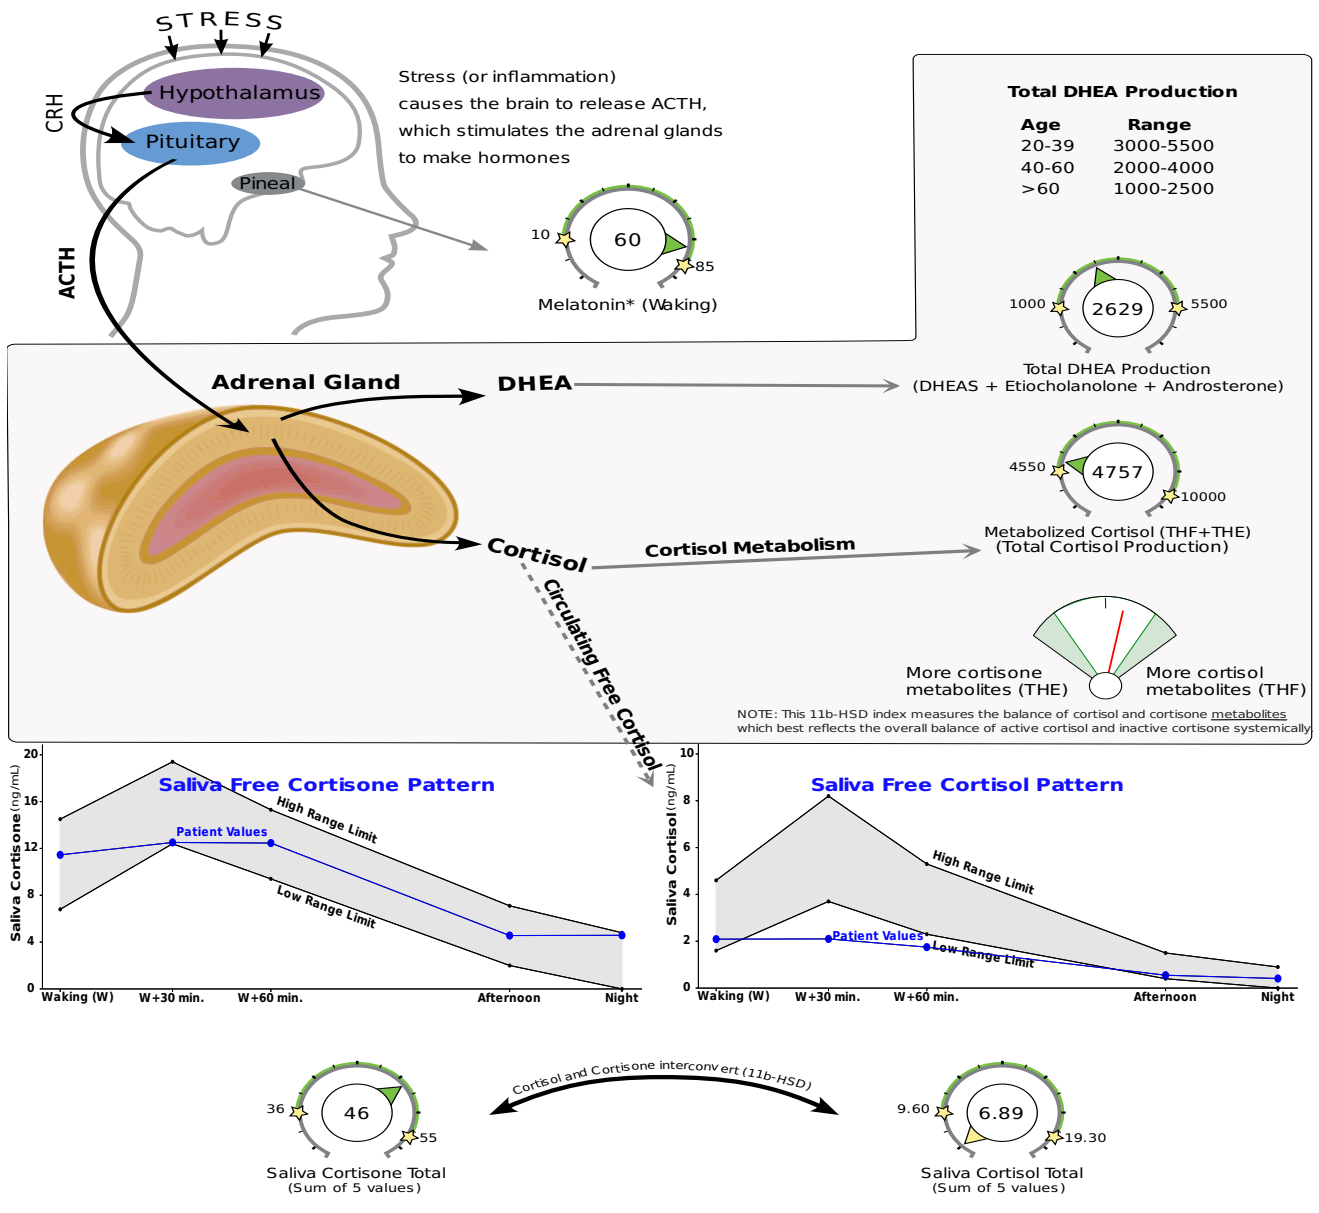 STRESS
Hypothalamus
CRH
Pituitary
Pineal
ACTH
Stress (or inflammation)
causes the brain to release ACTH,
which stimulates the adrenal glands
to make hormones
10
60
85
Melatonin* (Waking)
Total DHEA Production
Age Range
20-39 3000-5500
40-60 2000-4000
>60 1000-2500
1000
2629
5500
Total DHEA Production
(DHEAS + Etiocholanolone + Androsterone)
Adrenal Gland
DHEA
4550
4757
10000
Metabolized Cortisol (THF+THE)
(Total Cortisol Production)
Cortisol
Cortisol Metabolism
Circulating Free Cortisol
More cortisone
metabolites (THE)
More cortisol
metabolites (THF)
NOTE: This 11b-HSD index measures the balance of cortisol and cortisone metabolites
which best reflects the overall balance of active cortisol and inactive cortisone systemically.
Saliva Free Cortisone Pattern
Saliva Cortisone (ng/mL)
20
16
12
8
4
0
High Range Limit
Patient Values
Low Range Limit
Waking (W)
W+30 min.
W+60 min.
Afternoon
Night
Saliva Free Cortisol Pattern
Saliva Cortisol (ng/mL)
10
8
6
4
2
0
High Range Limit
Patient Values
Low Range Limit
Waking (W)
W+30 min.
W+60 min.
Afternoon
Night
36
46
55
Saliva Cortisone Total
(Sum of 5 values)
Cortisol and Cortisone interconvert (11b-HSD)
9.60
6.89
19.30
Saliva Cortisol Total
(Sum of 5 values)